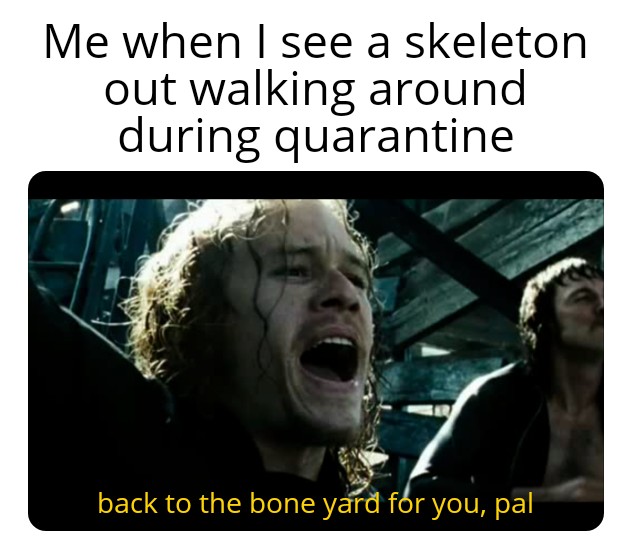 Me when I see a skeleton
out walking around
during quarantine
back to the bone yard for you, pal